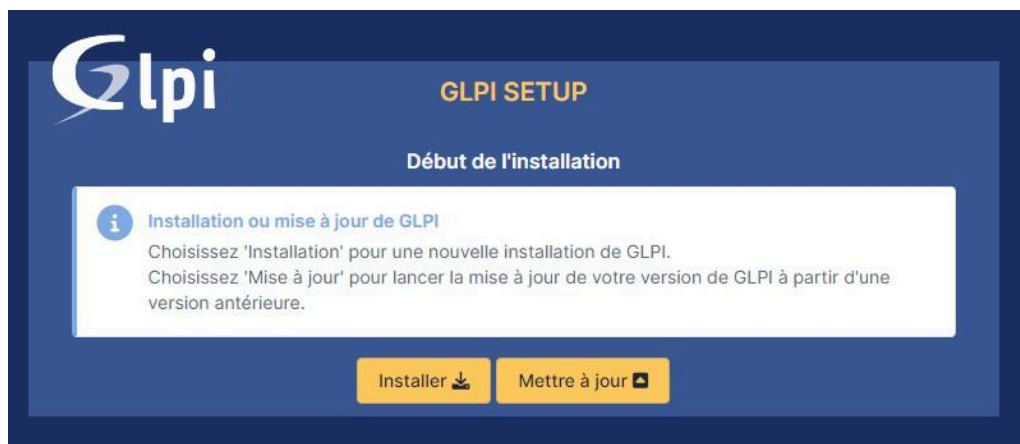 Glpi
GLPI SETUP
Début de l'installation
Installation ou mise à jour de GLPI
Choisissez 'Installation' pour une nouvelle installation de GLPI.
Choisissez 'Mise à jour' pour lancer la mise à jour de votre version de GLPI à partir d'une
version antérieure.
Installer
Mettre à jour